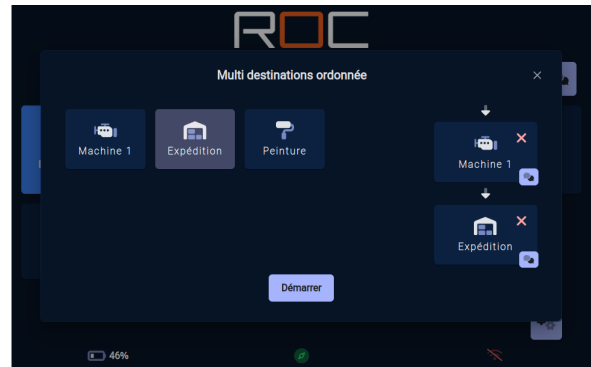 ROC
Multi destinations ordonnée
Machine 1
Expédition
Peinture
Machine 1
Expédition
Démarrer
46%